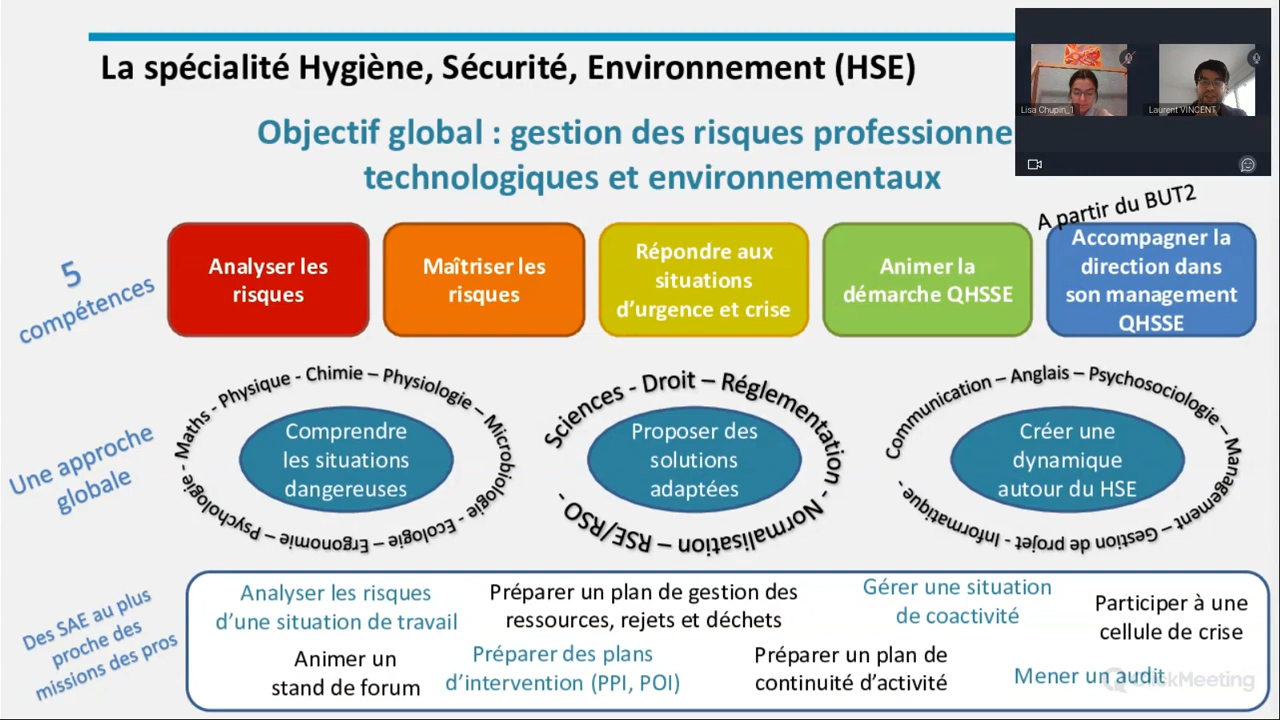 La spécialité Hygiène, Sécurité, Environnement (HSE)
Lisa Chupin_1
Laurent VINCENT
Objectif global : gestion des risques professionne
technologiques et environnementaux
A partir du BUT2
5
compétences
Analyser les
risques
Maîtriser les
risques
Répondre aux
situations
d'urgence et crise
Animer la
démarche QHSSE
Accompagner la
direction dans
son management
QHSSE
Une approche
globale
Maths - Physique - Chimie – Physiologie – Microbiologie - Ecologie – Ergonomie – Psychologie -
Comprendre
les situations
dangereuses
Sciences - Droit – Réglementation - Normalisation – RSE/RSO -
Proposer des
solutions
adaptées
Communication – Anglais – Psychosociologie – Management – Gestion de projet - Informatique -
Créer une
dynamique
autour du HSE
Des SAE au plus
proche des
missions des pros
Analyser les risques
d'une situation de travail
Préparer un plan de gestion des
ressources, rejets et déchets
Gérer une situation
de coactivité
Participer à une
cellule de crise
Animer un
stand de forum
Préparer des plans
d'intervention (PPI, POI)
Préparer un plan de
continuité d'activité
Mener un audit
ClickMeeting